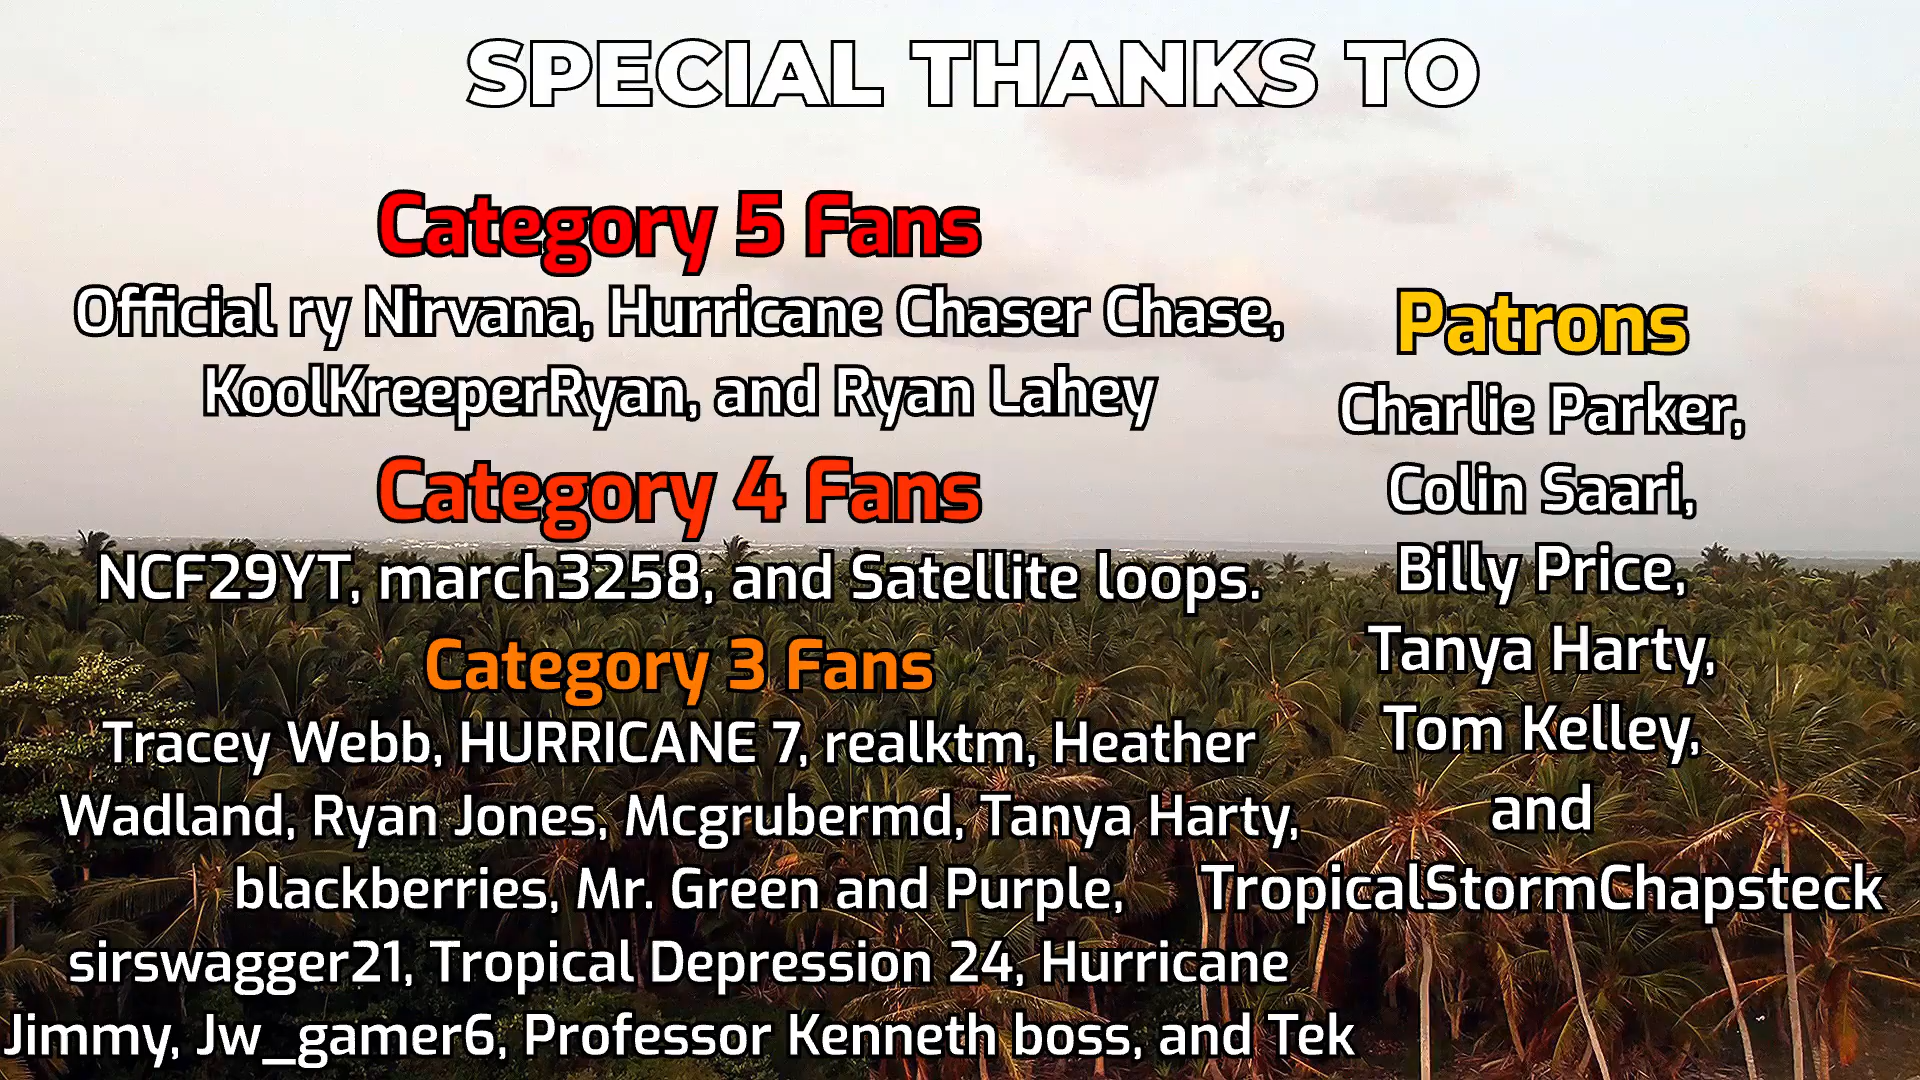 SPECIAL THANKS TO
Category 5 Fans
Official ry Nirvana, Hurricane Chaser Chase,
KoolKreeperRyan, and Ryan Lahey
Category 4 Fans
NCF29YT, march3258, and Satellite loops.
Category 3 Fans
Tracey Webb, HURRICANE 7, realktm, Heather
Wadland, Ryan Jones, Mcgrubermd, Tanya Harty,
blackberries, Mr. Green and Purple,
sirswagger21, Tropical Depression 24, Hurricane
Jimmy, Jw_gamer6, Professor Kenneth boss, and Tek
Patrons
Charlie Parker,
Colin Saari,
Billy Price,
Tanya Harty,
Tom Kelley,
and
TropicalStormChapsteck